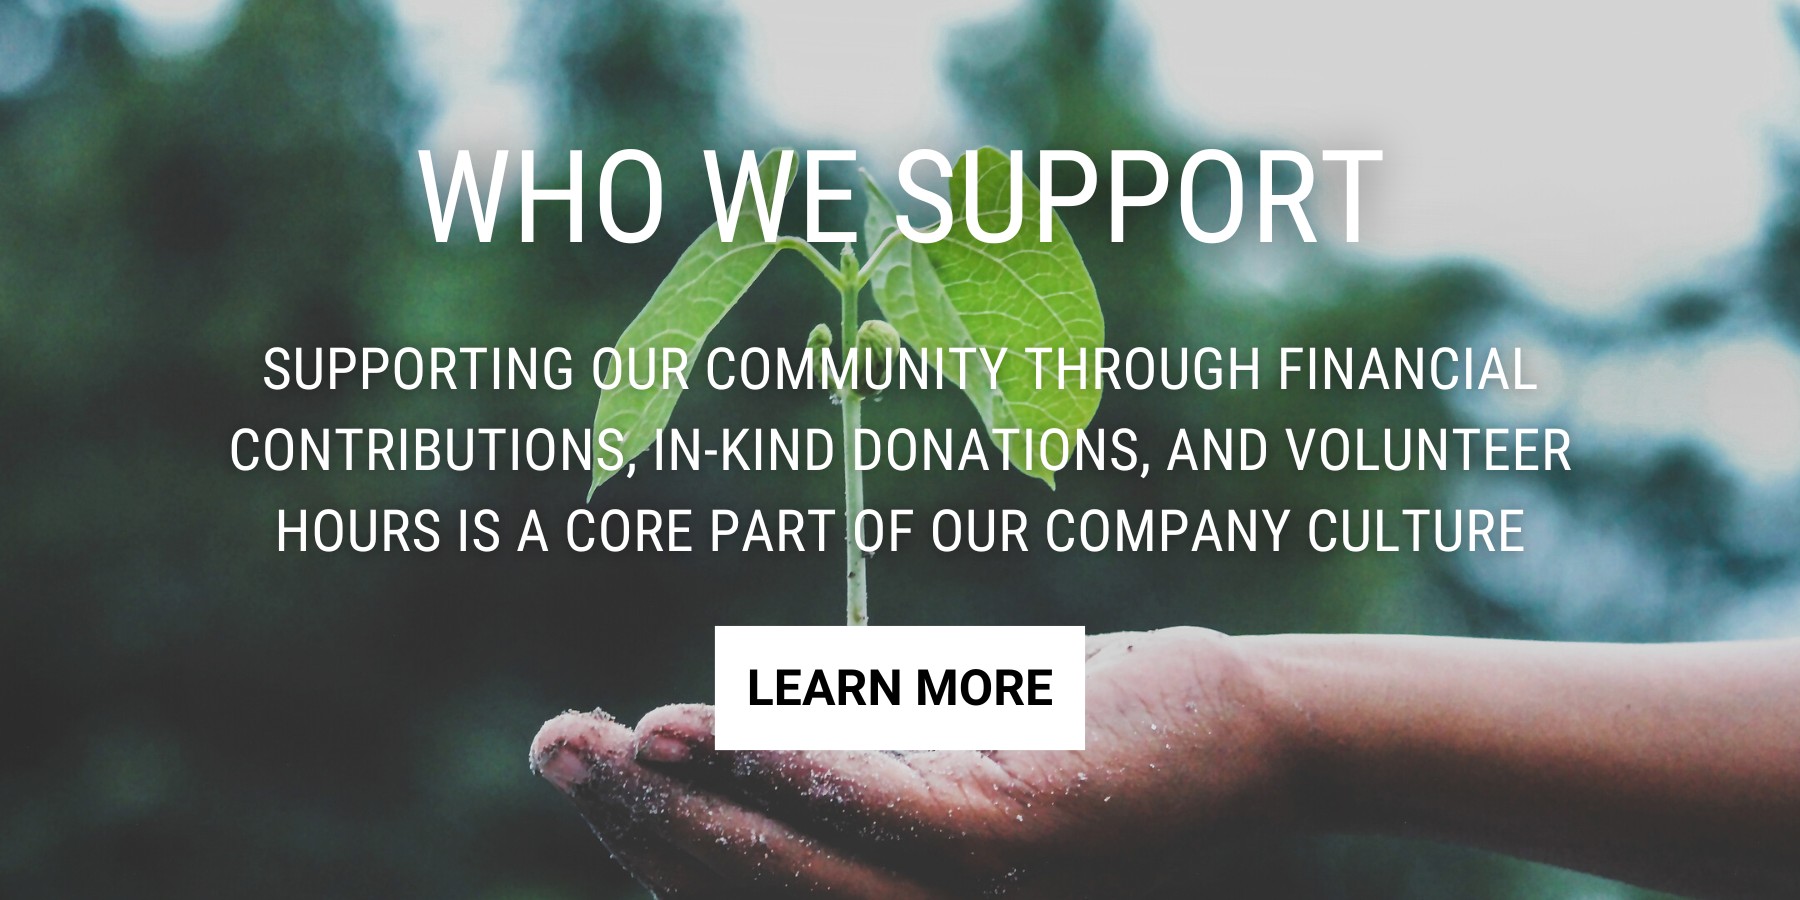 WHO WE SUPPORT
SUPPORTING OUR COMMUNITY THROUGH FINANCIAL
CONTRIBUTIONS, IN-KIND DONATIONS, AND VOLUNTEER
HOURS IS A CORE PART OF OUR COMPANY CULTURE
LEARN MORE